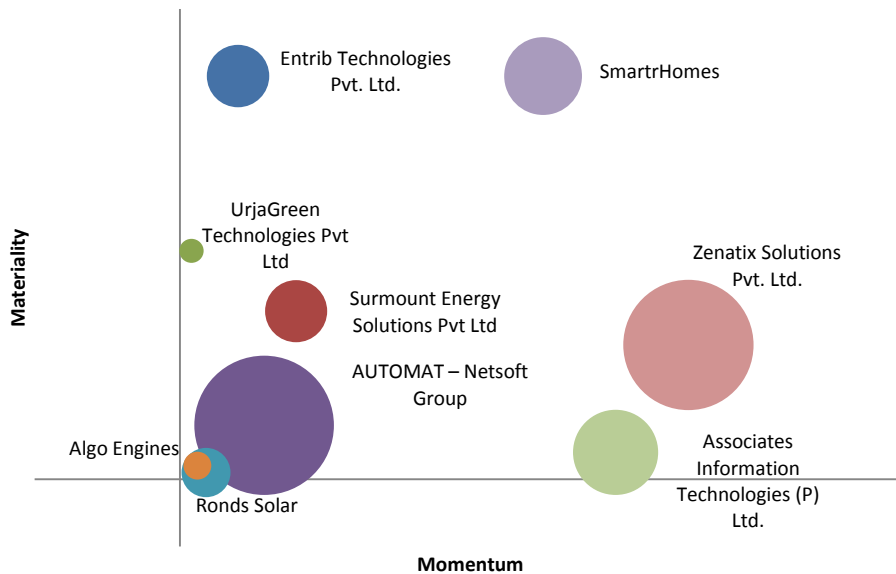 Entrib Technologies
Pvt. Ltd.
SmartrHomes
UrjaGreen
Technologies Pvt
Ltd
Zenatix Solutions
Pvt. Ltd.
Materiality
Surmount Energy
Solutions Pvt Ltd
AUTOMAT – Netsoft
Group
Algo Engines
Associates
Information
Technologies (P)
Ltd.
Ronds Solar
Momentum